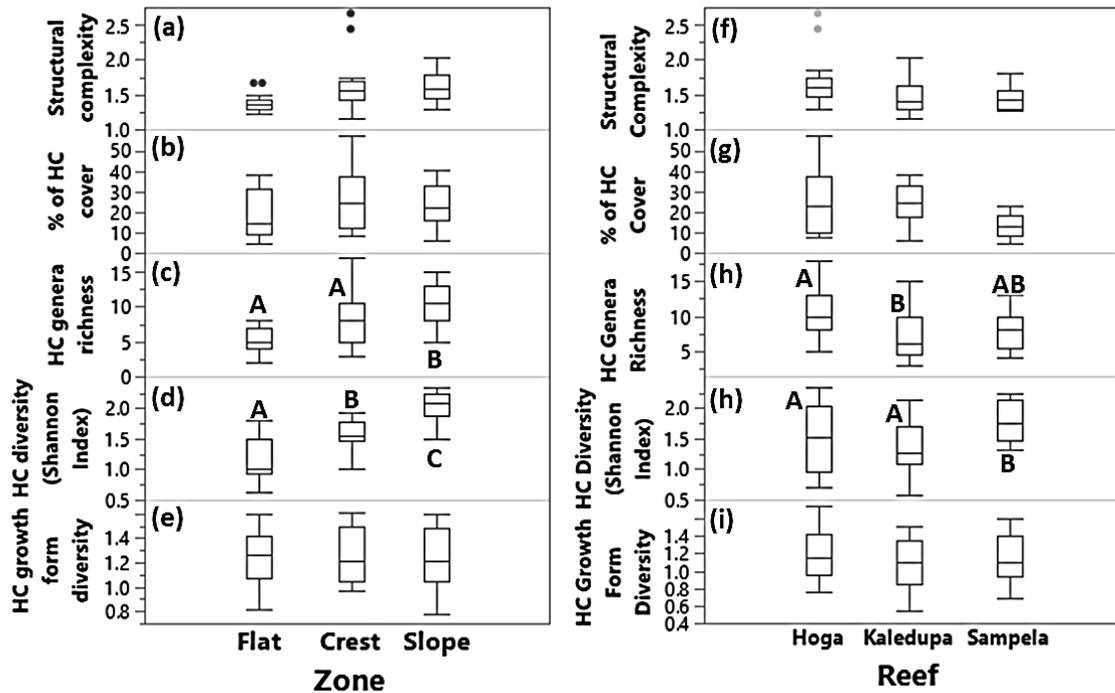 (a)
Structural
complexity
2.5
2.0
1.5
1.0
(b)
% of HC
cover
50
40
30
20
10
0
(c)
HC genera
richness
15
10
5
0
A
A
B
(d)
HC diversity
(Shannon
Index)
2.0
1.5
1.0
0.5
A
B
C
(e)
HC growth
form
diversity
1.4
1.2
1.0
0.8
Flat
Crest
Slope
Zone
(f)
Structural
Complexity
2.5
2.0
1.5
1.0
(g)
% of HC
Cover
50
40
30
20
10
0
(h)
HC Genera
Richness
15
10
5
A
B
AB
(h)
HC Diversity
(Shannon
Index)
2.0
1.5
1.0
0.5
A
A
B
(i)
HC Growth
Form
Diversity
1.4
1.2
1.0
0.8
0.6
0.4
Hoga
Kaledupa
Sampela
Reef